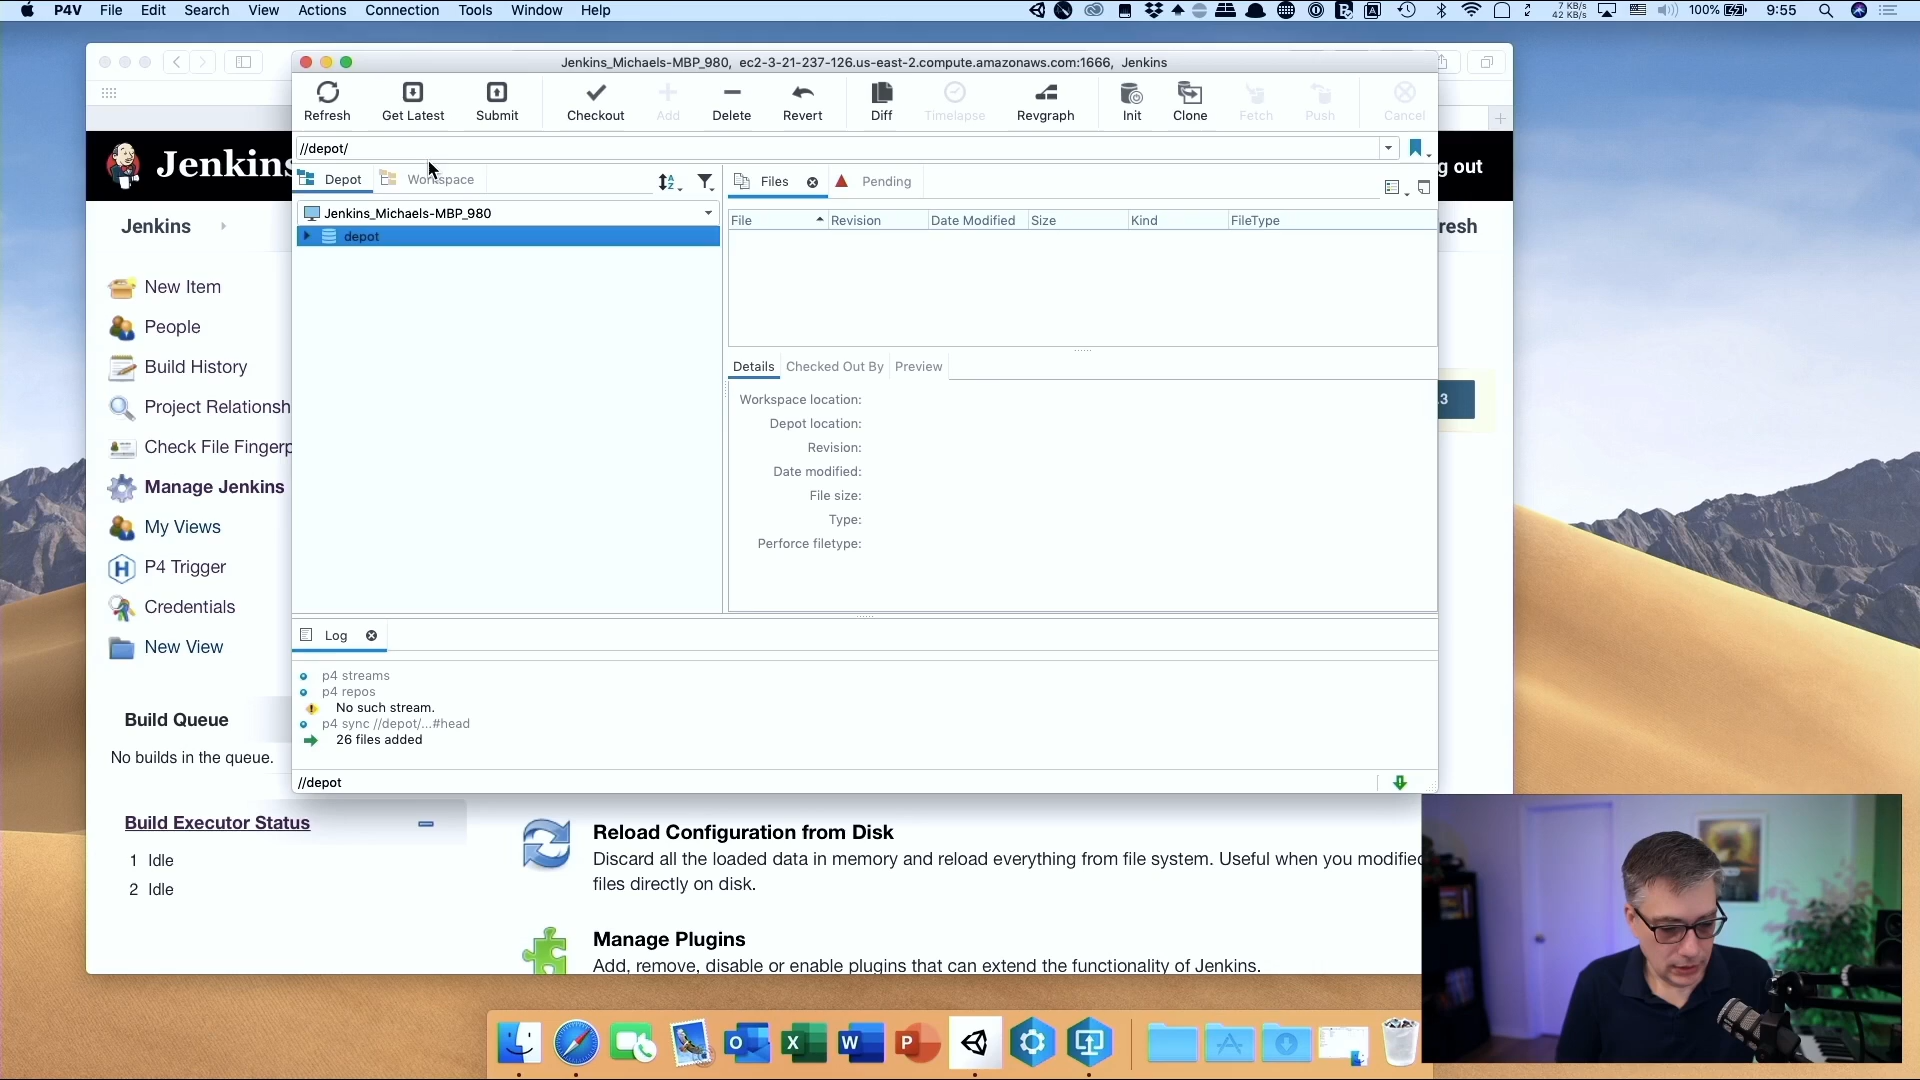 P4V File Edit Search View Actions Connection Tools Window Help
7 KB/s
42 KB/s
100%
9:55
Jenkins_Michaels-MBP_980, ec2-3-21-237-126.us-east-2.compute.amazonaws.com:1666, Jenkins
Refresh Get Latest Submit Checkout Add Delete Revert Diff Timelapse Revgraph Init Clone Fetch Push Cancel
//depot/
Depot Workspace
Files Pending
Jenkins_Michaels-MBP_980
depot
File Revision Date Modified Size Kind FileType
Details Checked Out By Preview
Workspace location:
Depot location:
Revision:
Date modified:
File size:
Type:
Perforce filetype:
Log
p4 streams
p4 repos
No such stream.
p4 sync //depot/...#head
26 files added
//depot
Jenkins
g out
Jenkins
resh
New Item
People
Build History
Project Relationsh
Check File Fingerp
Manage Jenkins
My Views
P4 Trigger
Credentials
New View
.3
Build Queue
No builds in the queue.
Build Executor Status
1 Idle
2 Idle
Reload Configuration from Disk
Discard all the loaded data in memory and reload everything from file system. Useful when you modified
files directly on disk.
Manage Plugins
Add, remove, disable or enable plugins that can extend the functionality of Jenkins.